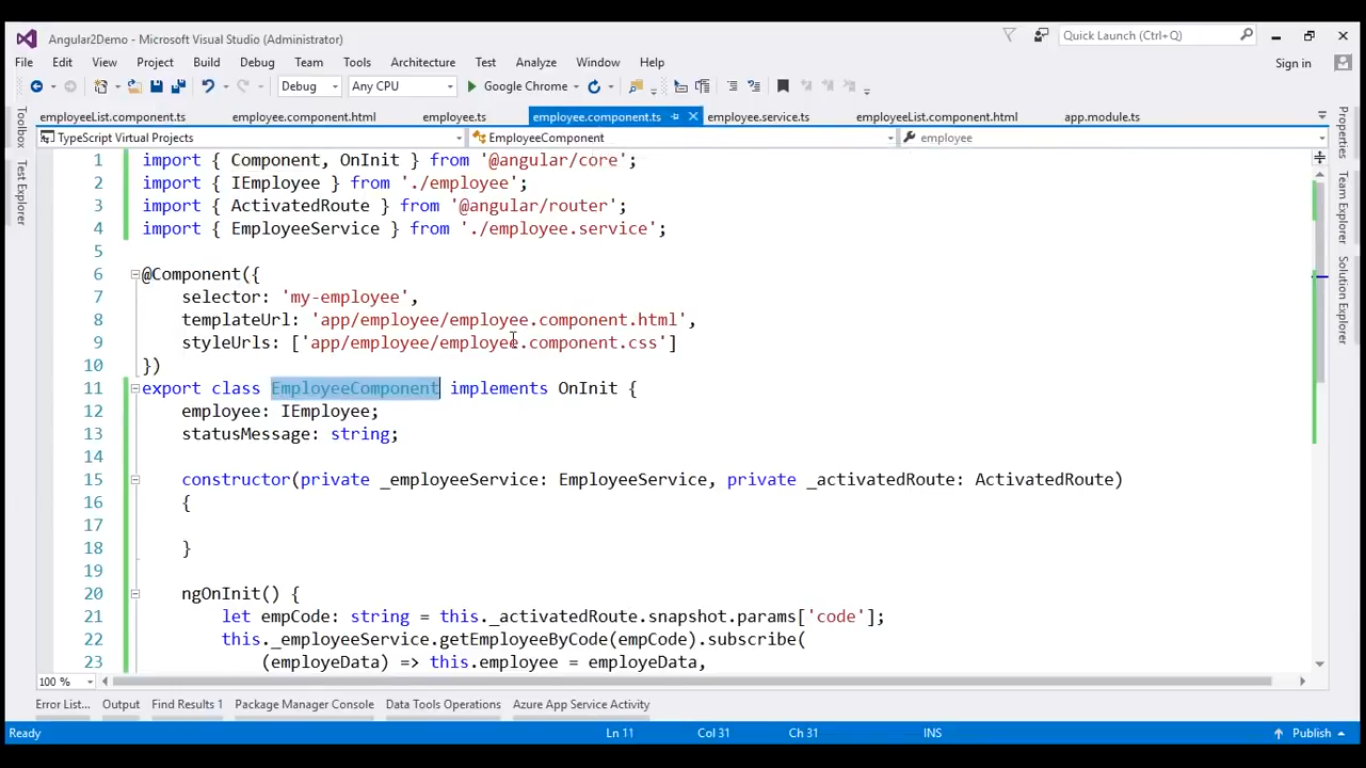 Angular2Demo - Microsoft Visual Studio (Administrator)
Quick Launch (Ctrl+Q)
File Edit View Project Build Debug Team Tools Architecture Test Analyze Window Help
Sign in
Debug Any CPU Google Chrome
employeeList.component.ts employee.component.html employee.ts employee.component.ts employee.service.ts employeeList.component.html app.module.ts
TypeScript Virtual Projects EmployeeComponent employee
Toolbox
Test Explorer
Properties
Team Explorer
Solution Explorer
1 import { Component, OnInit } from '@angular/core';
2 import { IEmployee } from './employee';
3 import { ActivatedRoute } from '@angular/router';
4 import { EmployeeService } from './employee.service';
5
6 @Component({
7 selector: 'my-employee',
8 templateUrl: 'app/employee/employee.component.html',
9 styleUrls: ['app/employee/employee.component.css']
10 })
11 export class EmployeeComponent implements OnInit {
12 employee: IEmployee;
13 statusMessage: string;
14
15 constructor(private _employeeService: EmployeeService, private _activatedRoute: ActivatedRoute)
16 {
17
18 }
19
20 ngOnInit() {
21 let empCode: string = this._activatedRoute.snapshot.params['code'];
22 this._employeeService.getEmployeeByCode(empCode).subscribe(
23 (employeData) => this.employee = employeData,
100 %
Error List... Output Find Results 1 Package Manager Console Data Tools Operations Azure App Service Activity
Ready Ln 11 Col 31 Ch 31 INS Publish